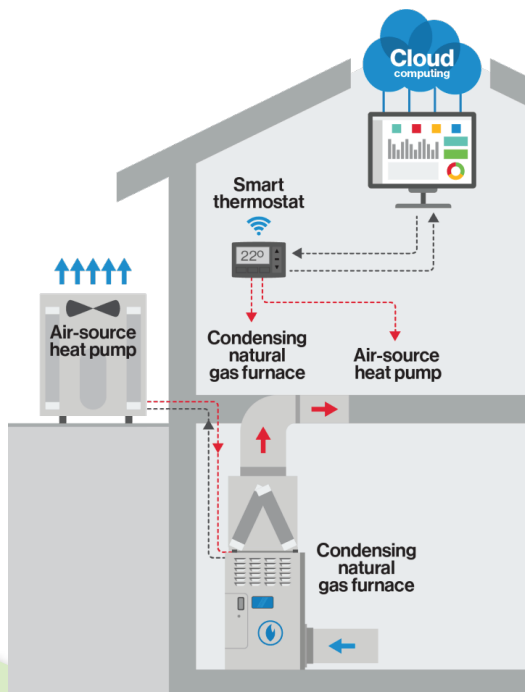 Cloud
computing
Smart
thermostat
22º
Air-source
heat pump
Condensing
natural
gas furnace
Air-source
heat pump
Condensing
natural
gas furnace